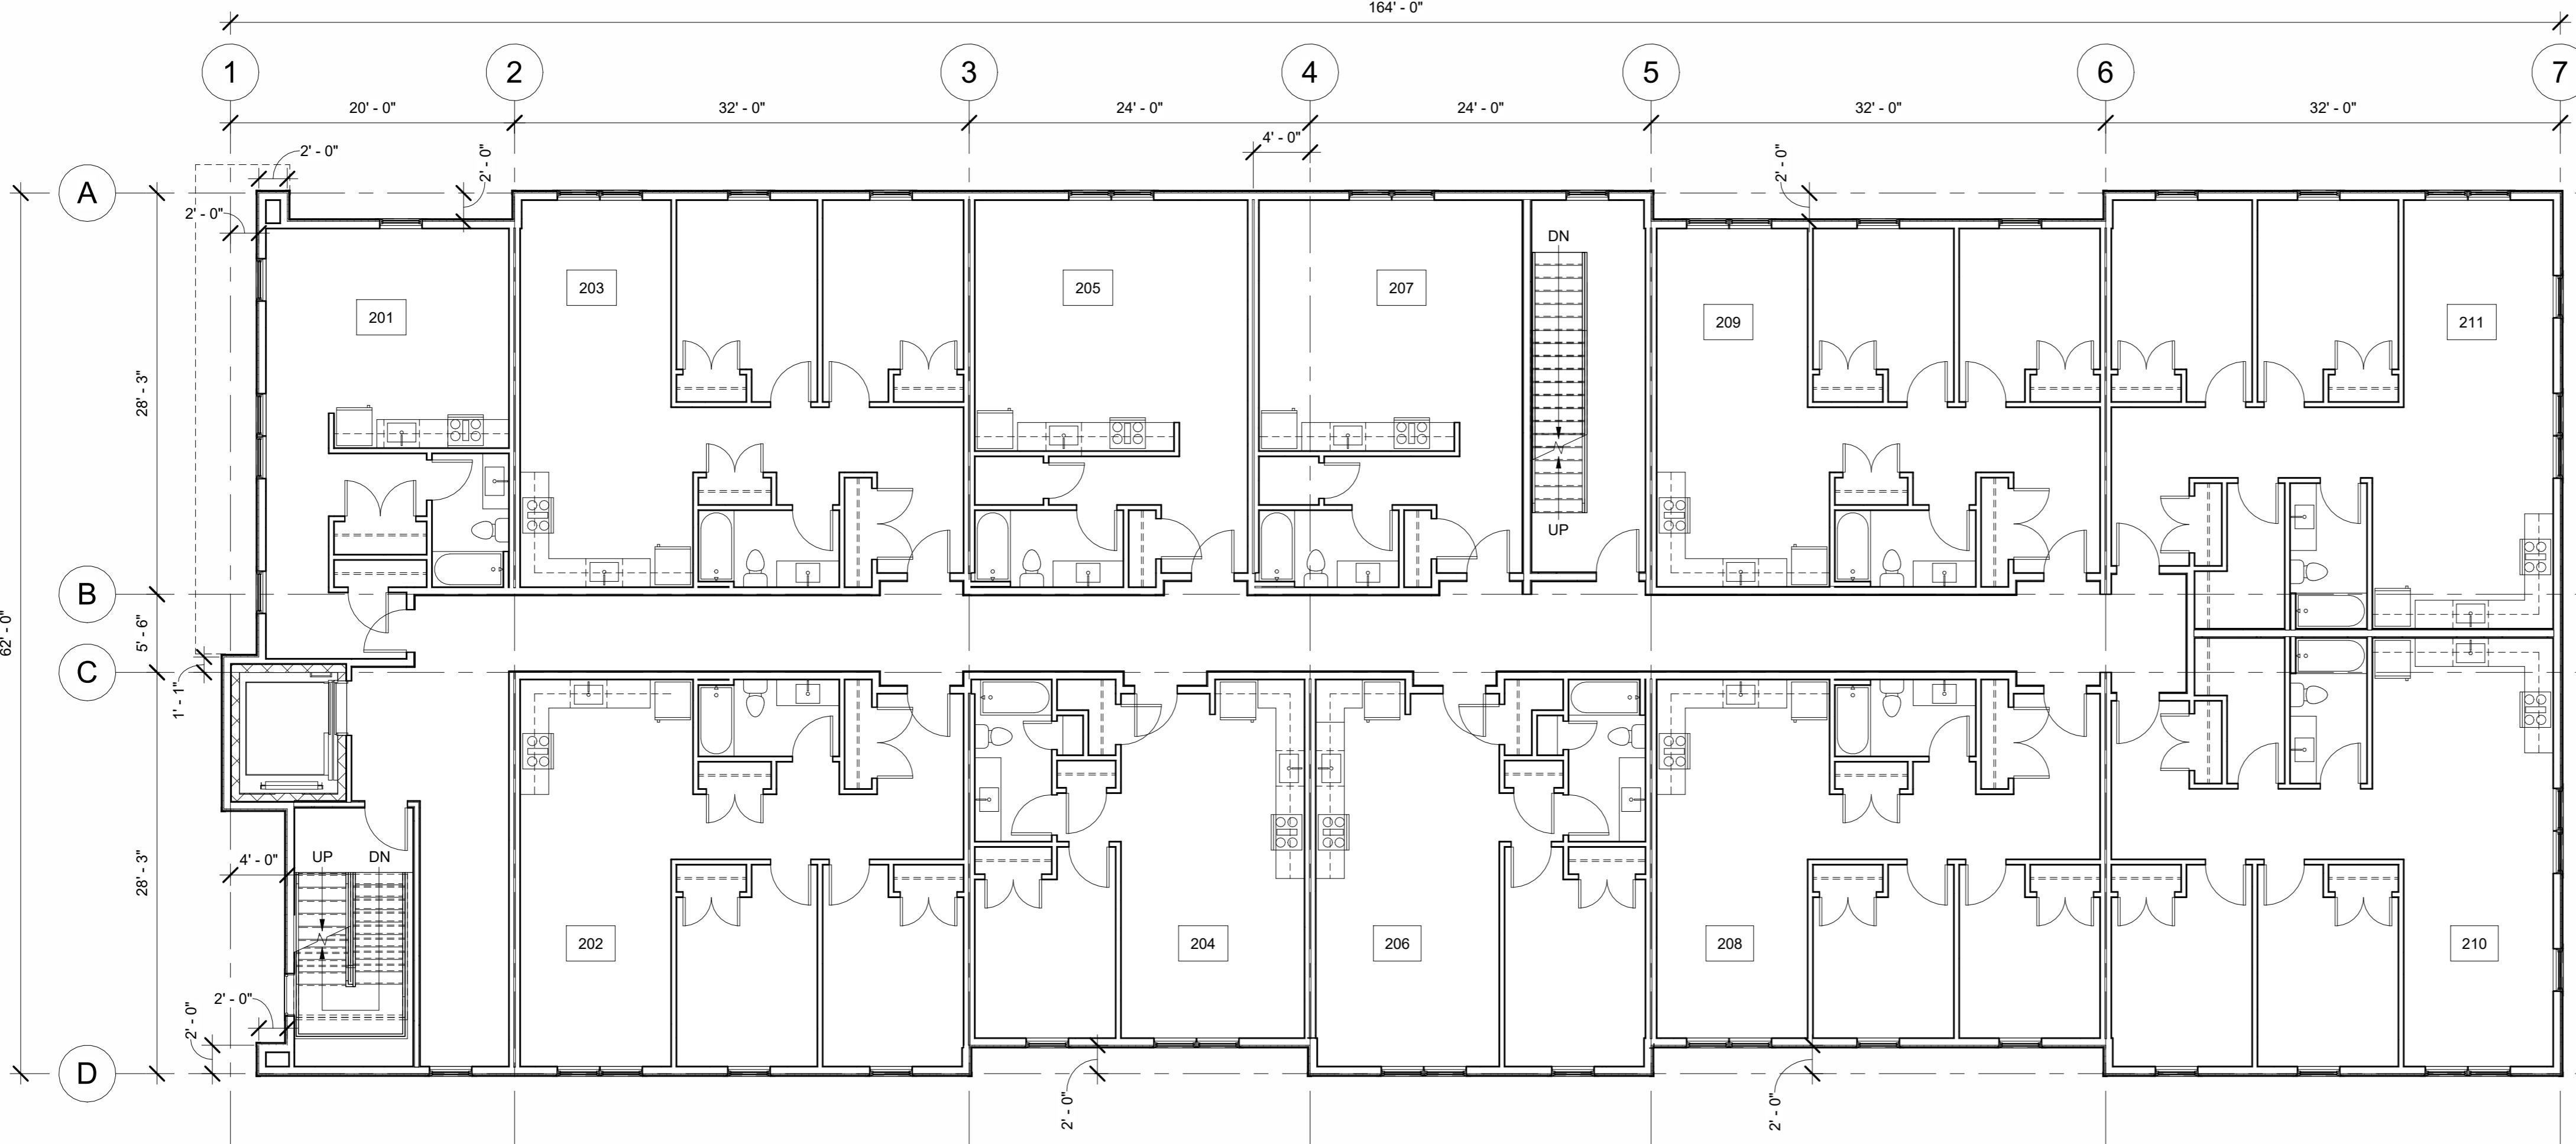 164' - 0"
1
2
3
4
5
6
7
20' - 0"
32' - 0"
24' - 0"
24' - 0"
32' - 0"
32' - 0"
4' - 0"
2' - 0"
2' - 0"
2' - 0"
A
2' - 0"
DN
203
205
207
201
209
211
28' - 3"
UP
B
62' - 0"
5' - 6"
C
1' - 1"
4' - 0"
UP
DN
28' - 3"
202
204
206
208
210
2' - 0"
2' - 0"
D
2' - 0"
2' - 0"